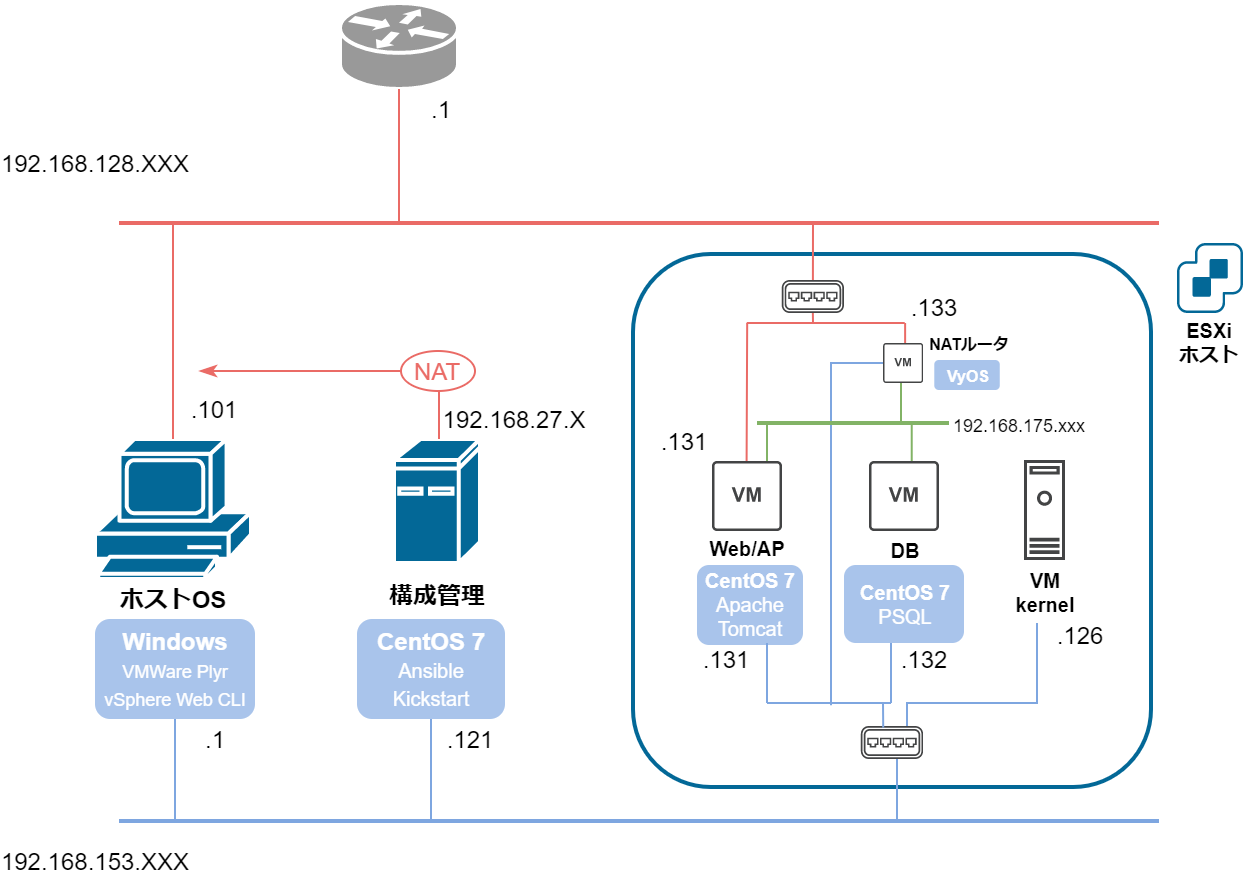 .1
192.168.128.XXX
ESXi
ホスト
.133
NATルータ
VM
VyOS
NAT
.101
192.168.27.X
192.168.175.xxx
.131
VM
VM
Web/AP
DB
VM
kernel
ホストOS
構成管理
CentOS 7
Apache
Tomcat
CentOS 7
PSQL
Windows
VMWare Plyr
vSphere Web CLI
CentOS 7
Ansible
Kickstart
.131
.132
.126
.1
.121
192.168.153.XXX